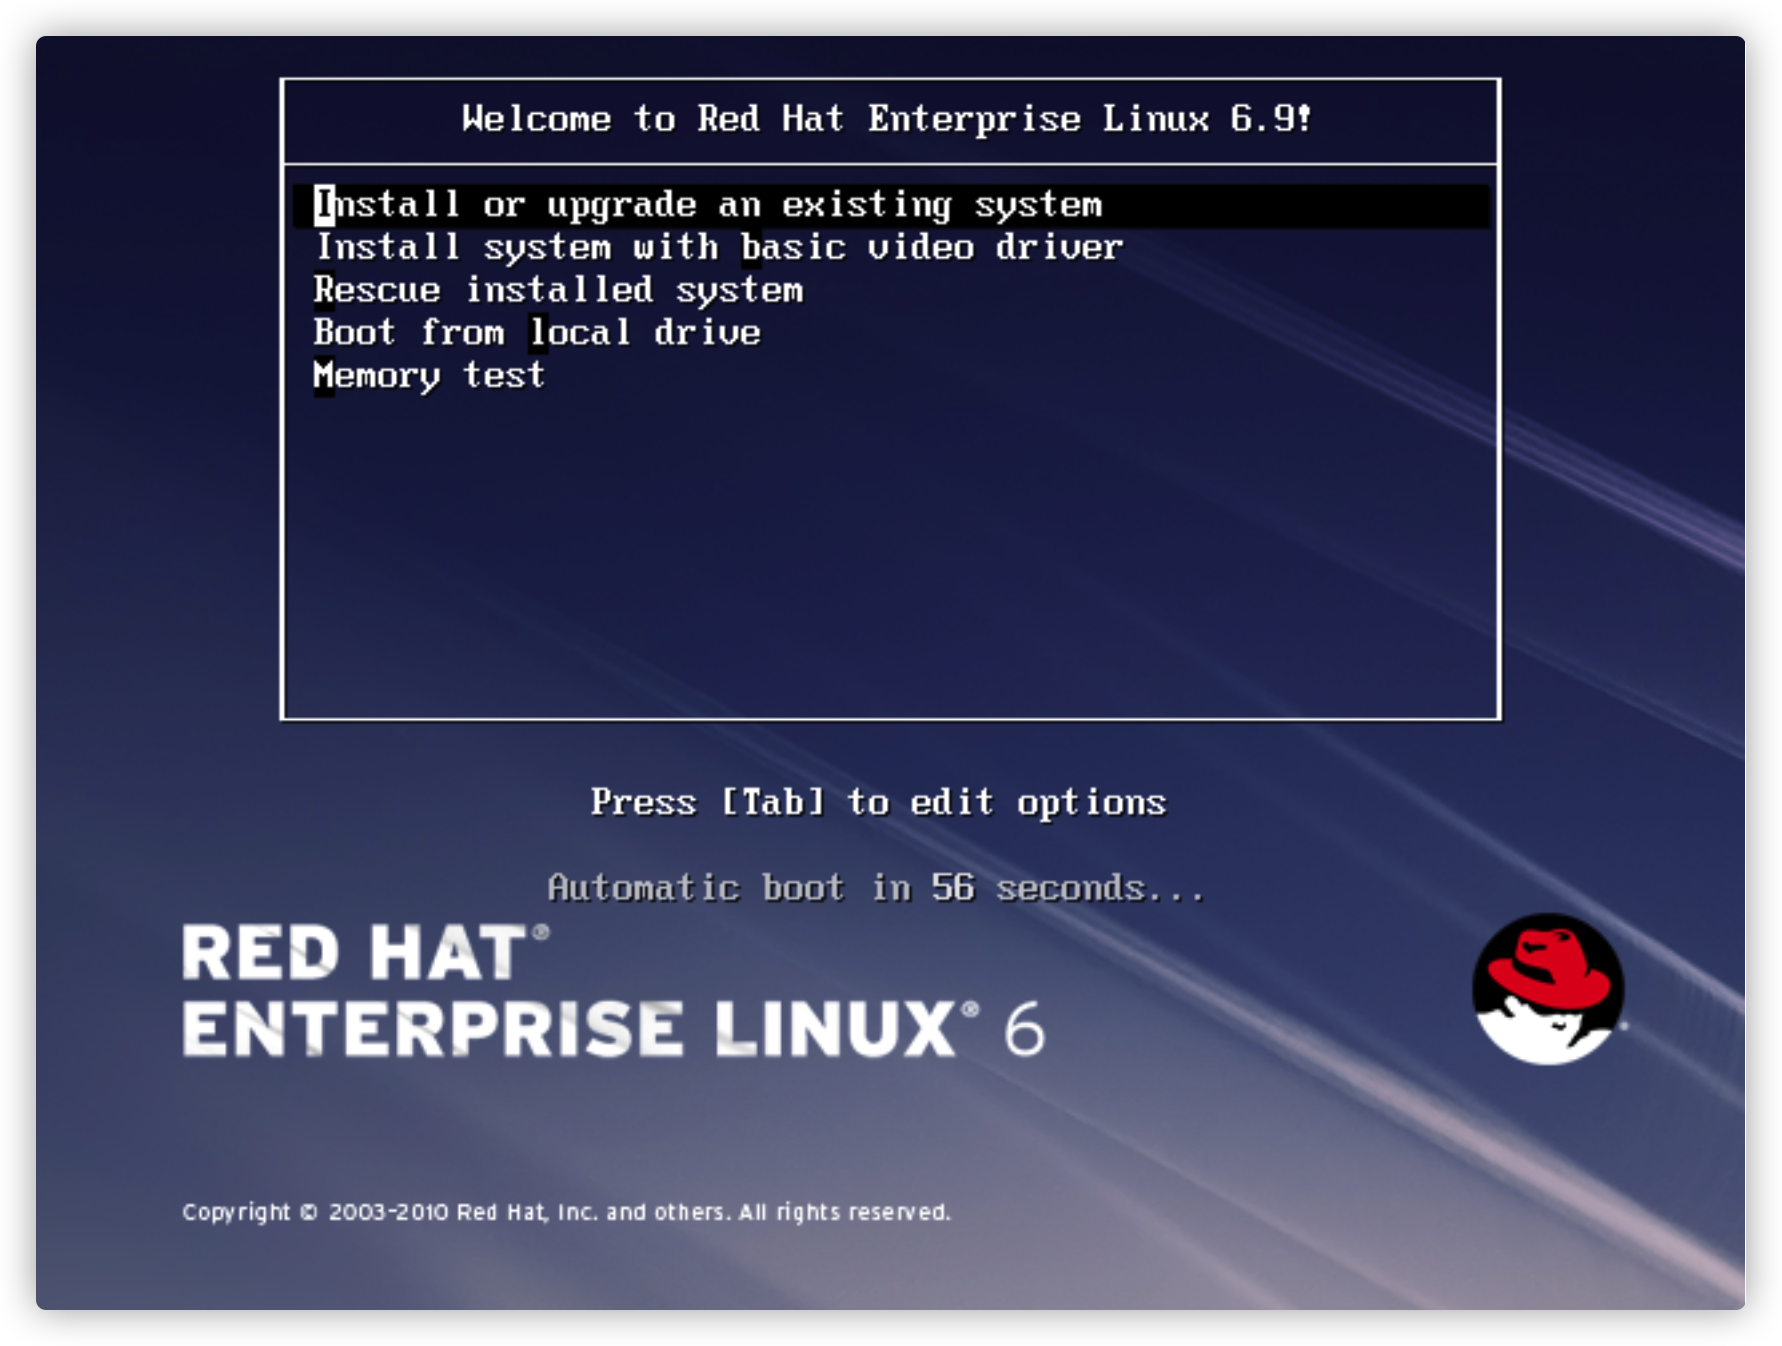 Welcome to Red Hat Enterprise Linux 6.9!
Install or upgrade an existing system
Install system with basic video driver
Rescue installed system
Boot from local drive
Memory test
Press [Tab] to edit options
Automatic boot in 56 seconds...
RED HAT®
ENTERPRISE LINUX® 6
Copyright © 2003-2010 Red Hat, Inc. and others. All rights reserved.